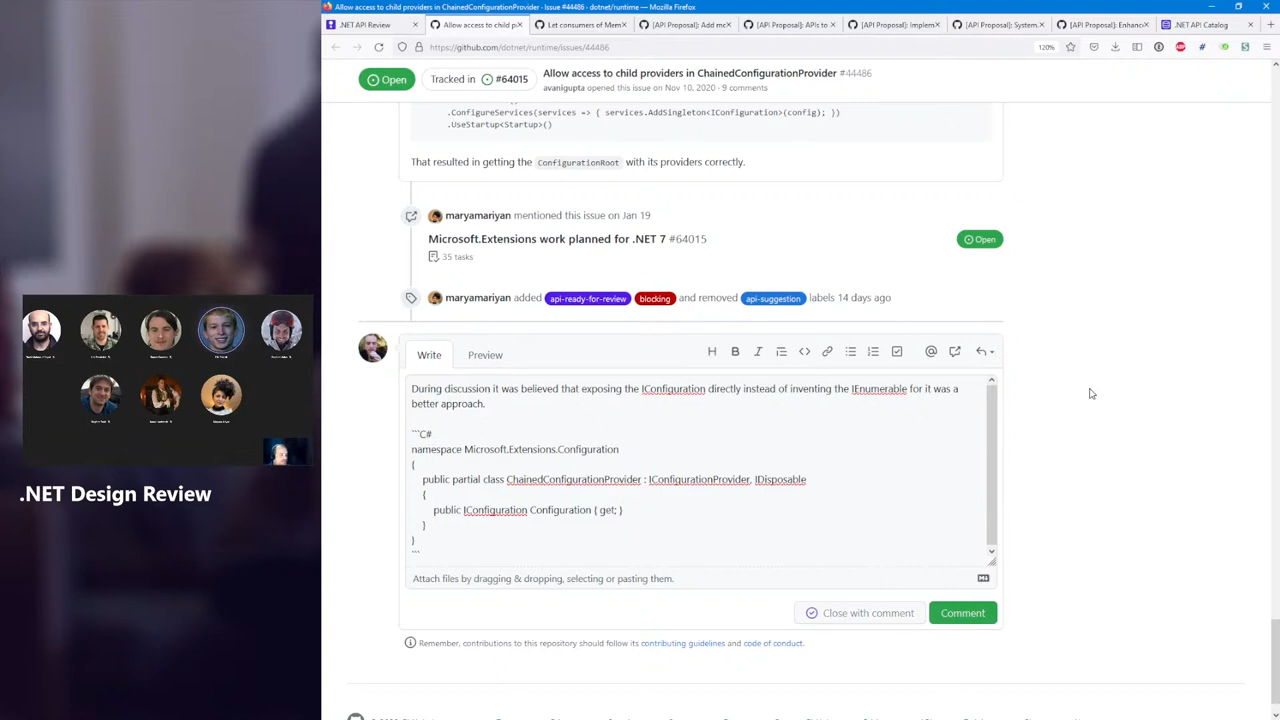 Allow access to child providers in ChainedConfigurationProvider · Issue #44486 · dotnet/runtime — Mozilla Firefox
.NET API Review
Allow access to child p
Let consumers of Mem
[API Proposal]: Add mc
[API Proposal]: APIs to
[API Proposal]: Implem
[API Proposal]: System.
[API Proposal]: Enhanc
.NET API Catalog
https://github.com/dotnet/runtime/issues/44486
120%
Open
Tracked in #64015
Allow access to child providers in ChainedConfigurationProvider #44486
avanigupta opened this issue on Nov 10, 2020 · 9 comments
.ConfigureServices(services => { services.AddSingleton<IConfiguration>(config); })
.UseStartup<Startup>()
That resulted in getting the ConfigurationRoot with its providers correctly.
maryamariyan mentioned this issue on Jan 19
Microsoft.Extensions work planned for .NET 7 #64015
Open
35 tasks
maryamariyan added api-ready-for-review blocking and removed api-suggestion labels 14 days ago
Write
Preview
During discussion it was believed that exposing the IConfiguration directly instead of inventing the IEnumerable for it was a
better approach.
```C#
namespace Microsoft.Extensions.Configuration
{
public partial class ChainedConfigurationProvider : IConfigurationProvider, IDisposable
{
public IConfiguration Configuration { get; }
}
}
```
Attach files by dragging & dropping, selecting or pasting them.
Close with comment
Comment
Remember, contributions to this repository should follow its contributing guidelines and code of conduct.
.NET Design Review